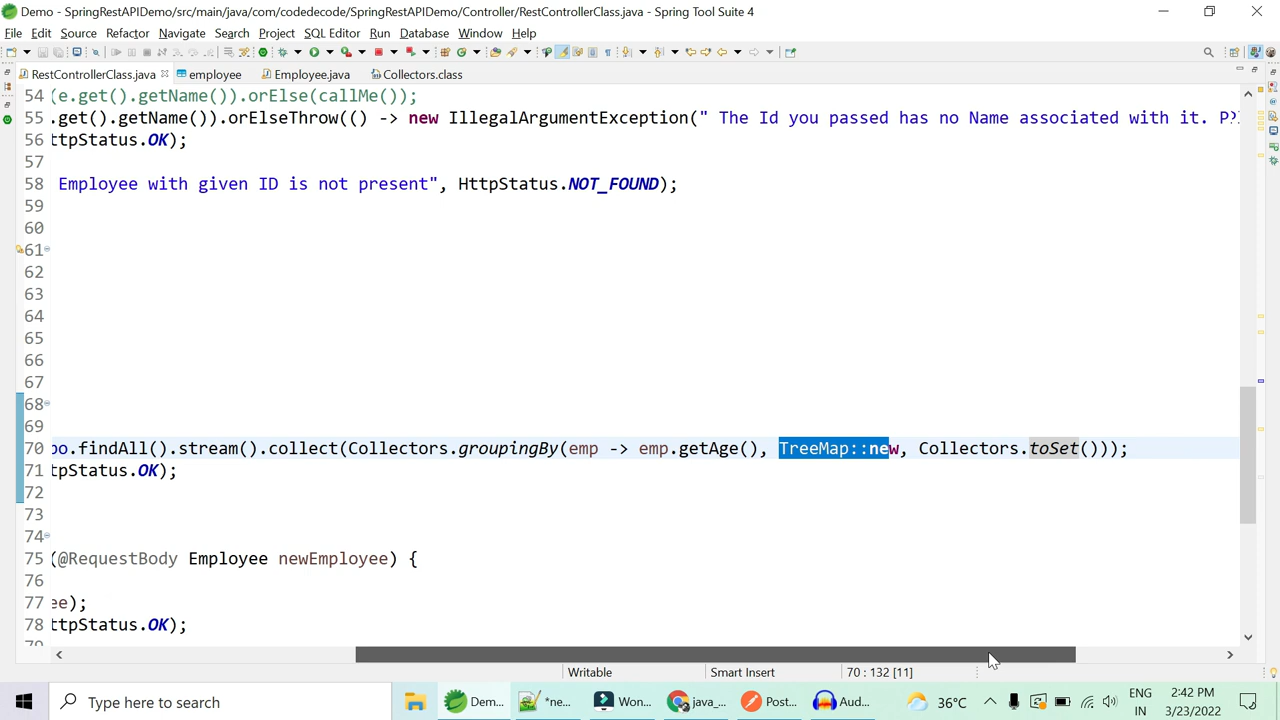 Demo - SpringRestAPIDemo/src/main/java/com/codedecode/SpringRestAPIDemo/Controller/RestControllerClass.java - Spring Tool Suite 4
File Edit Source Refactor Navigate Search Project SQL Editor Run Database Window Help
RestControllerClass.java employee Employee.java Collectors.class
54 (e.get().getName()).orElse(callMe());
55 .get().getName()).orElseThrow(() -> new IllegalArgumentException(" The Id you passed has no Name associated with it.
56 ttpStatus.OK);
57
58 Employee with given ID is not present", HttpStatus.NOT_FOUND);
59
60
61
62
63
64
65
66
67
68
69
70 po.findAll().stream().collect(Collectors.groupingBy(emp -> emp.getAge(), TreeMap::new, Collectors.toSet()));
71 tpStatus.OK);
72
73
74
75 (@RequestBody Employee newEmployee) {
76
77 ee);
78 ttpStatus.OK);
Writable Smart Insert 70 : 132 [11]
Type here to search Dem... *ne... Won... java_... Post... Aud... 36°C ENG 2:42 PM
IN 3/23/2022